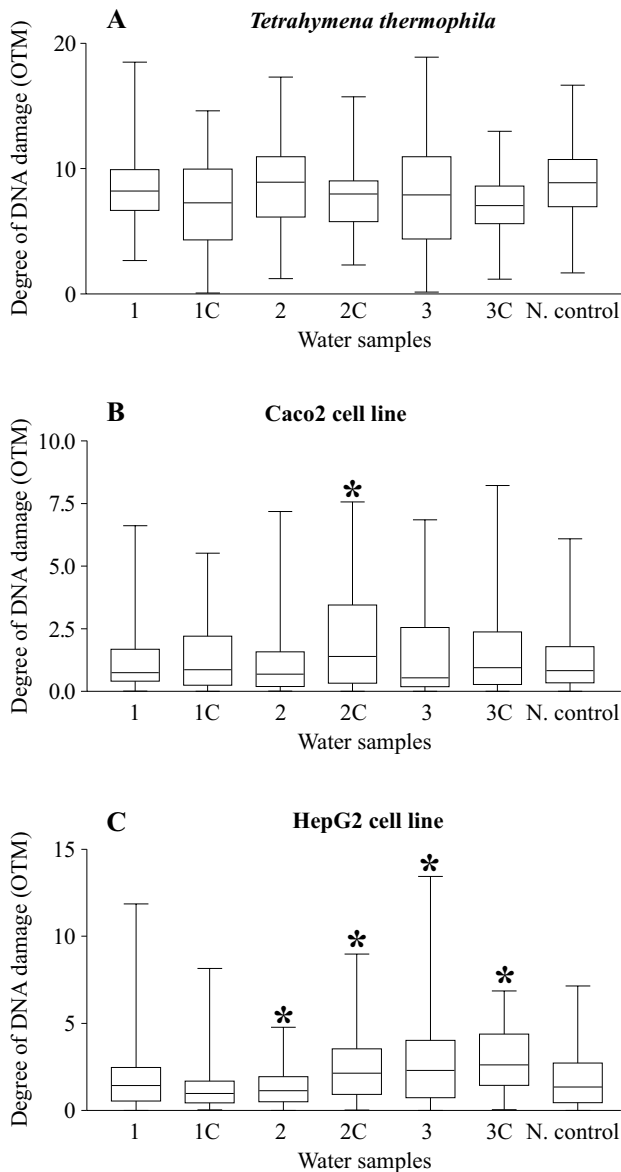 A
Tetrahymena thermophila
Degree of DNA damage (OTM)
20
10
0
1 1C 2 2C 3 3C N. control
Water samples
B
Caco2 cell line
Degree of DNA damage (OTM)
10.0
7.5
5.0
2.5
0.0
*
1 1C 2 2C 3 3C N. control
Water samples
C
HepG2 cell line
Degree of DNA damage (OTM)
15
10
5
0
* * * *
1 1C 2 2C 3 3C N. control
Water samples